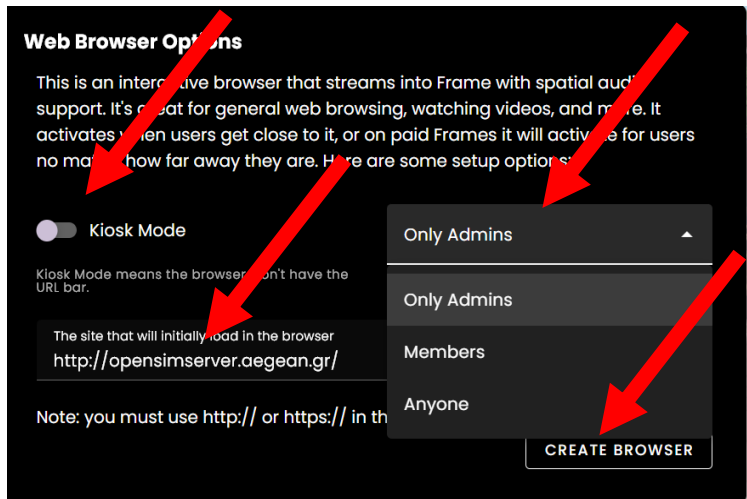 Web Browser Options
This is an interactive browser that streams into Frame with spatial audio
support. It's great for general web browsing, watching videos, and more. It
activates when users get close to it, or on paid Frames it will activate for users
no matter how far away they are. Here are some setup options:
Kiosk Mode
Only Admins
Kiosk Mode means the browser won't have the
URL bar.
Only Admins
The site that will initially load in the browser
http://opensimserver.aegean.gr/
Members
Anyone
Note: you must use http:// or https:// in th
CREATE BROWSER